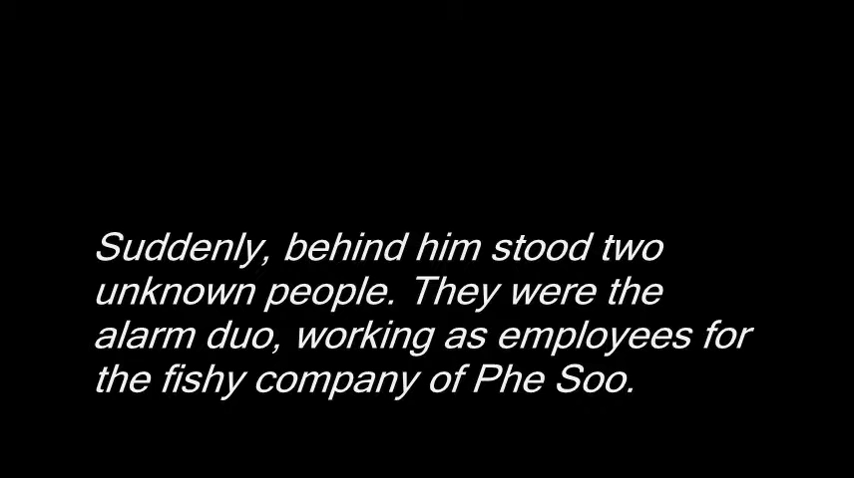 Suddenly, behind him stood two
unknown people. They were the
alarm duo, working as employees for
the fishy company of Phe Soo.